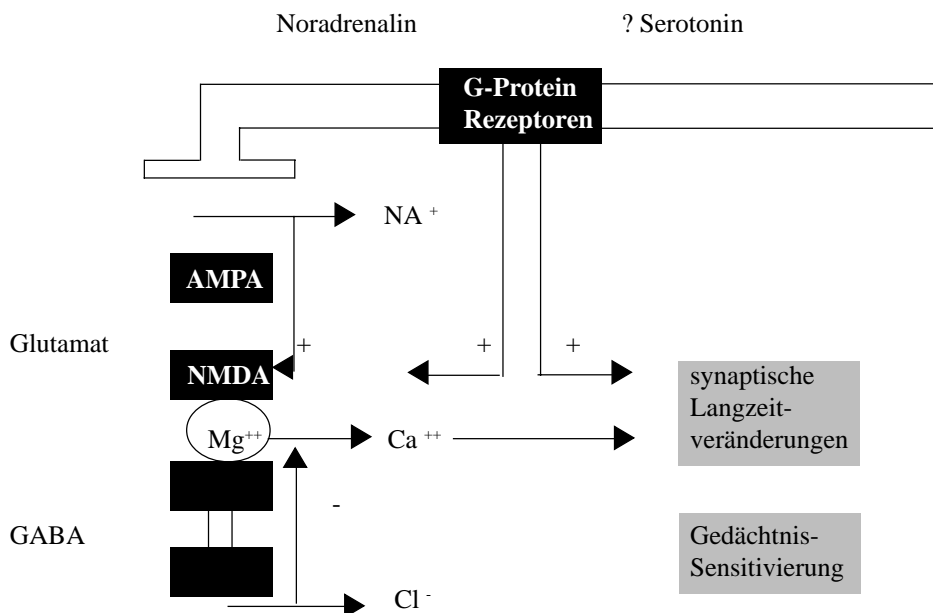 Noradrenalin ? Serotonin
G-Protein
Rezeptoren
NA +
AMPA
Glutamat
+ + +
NMDA
synaptische
Langzeit-
veränderungen
Mg++ Ca ++
-
GABA
Gedächtnis-
Sensitivierung
Cl -